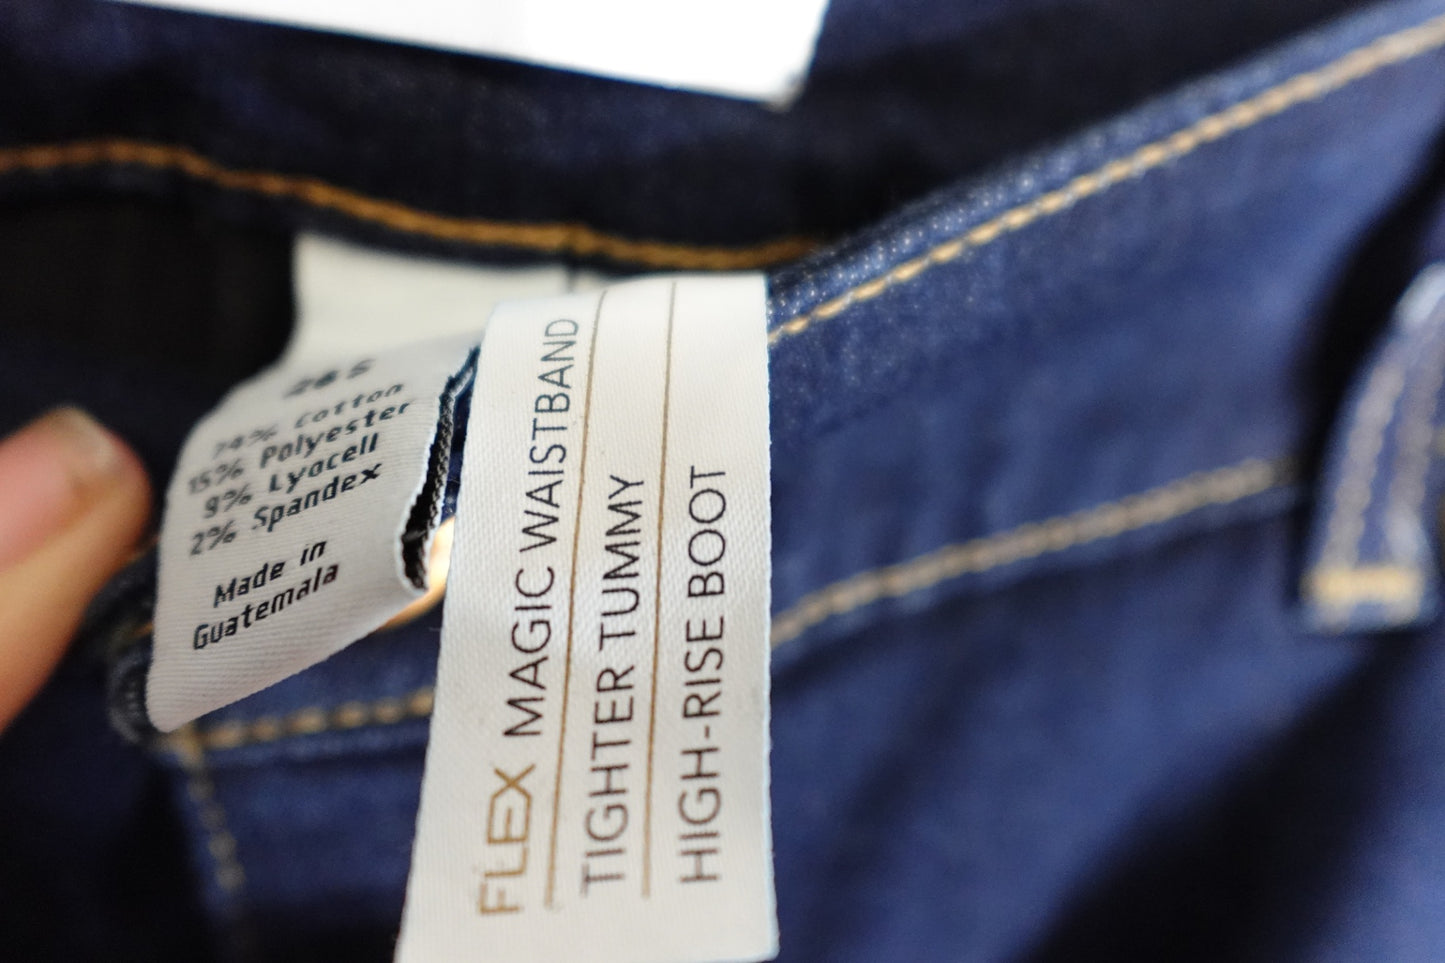 26S
74% Cotton
15% Polyester
9% Lyocell
2% Spandex
Made in
Guatemala
FLEX MAGIC WAISTBAND
TIGHTER TUMMY
HIGH-RISE BOOT